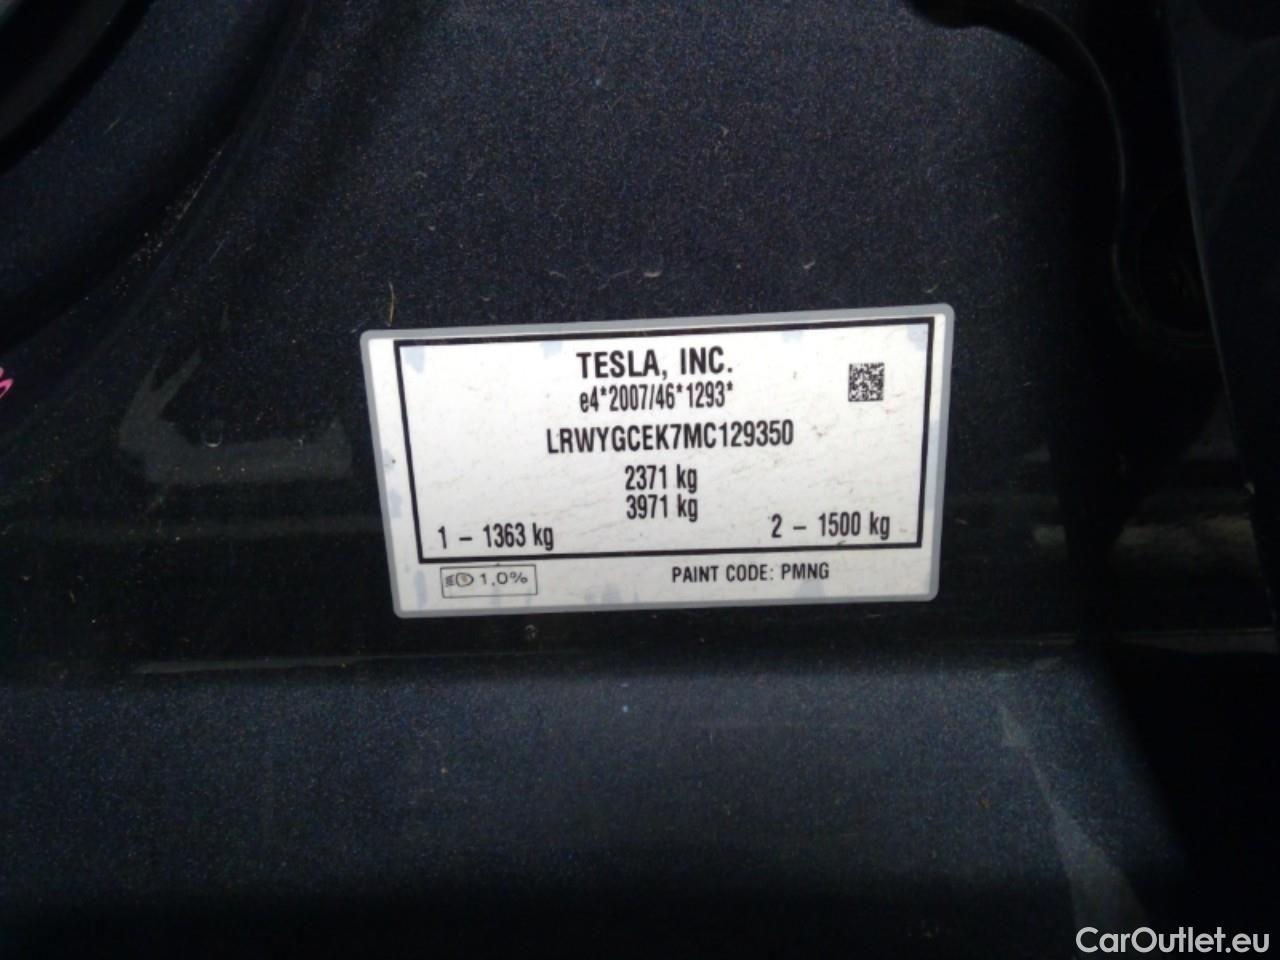 TESLA, INC.
e4*2007/46*1293*
LRWYGCEK7MC129350
2371 kg
3971 kg
1 - 1363 kg
2 - 1500 kg
1,0%
PAINT CODE: PMNG
CarOutlet.eu